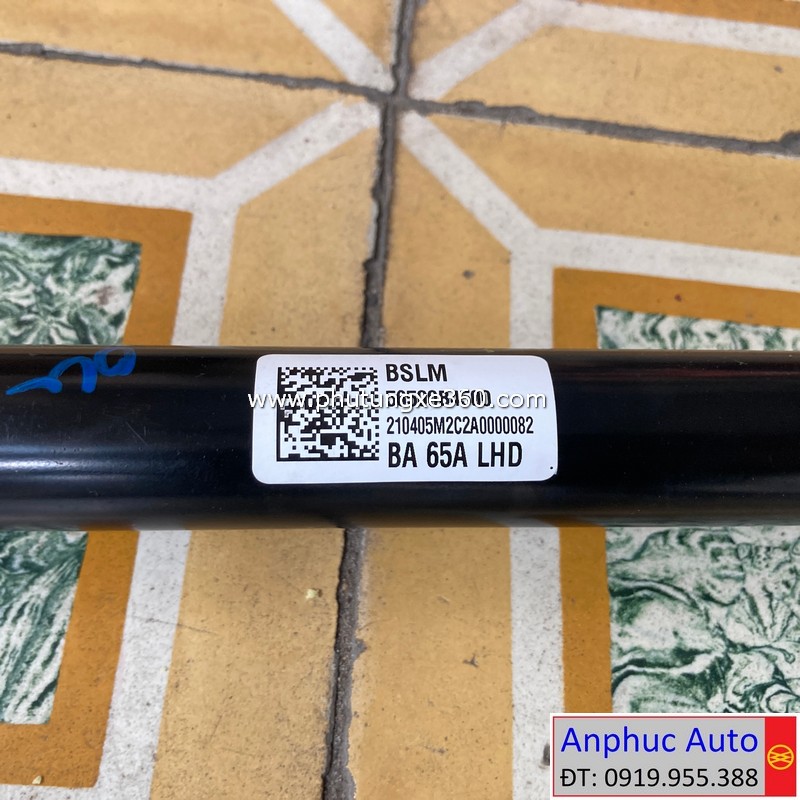 BSLM
www.phutungxe360.com
210405M2C2A0000082
BA 65A LHD
Anphuc Auto
ĐT: 0919.955.388